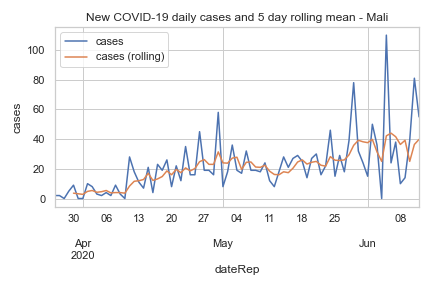 New COVID-19 daily cases and 5 day rolling mean - Mali
cases
cases (rolling)
100
80
60
40
20
0
cases
30 06 13 20 27 04 11 18 25 08
Apr May Jun
2020
dateRep